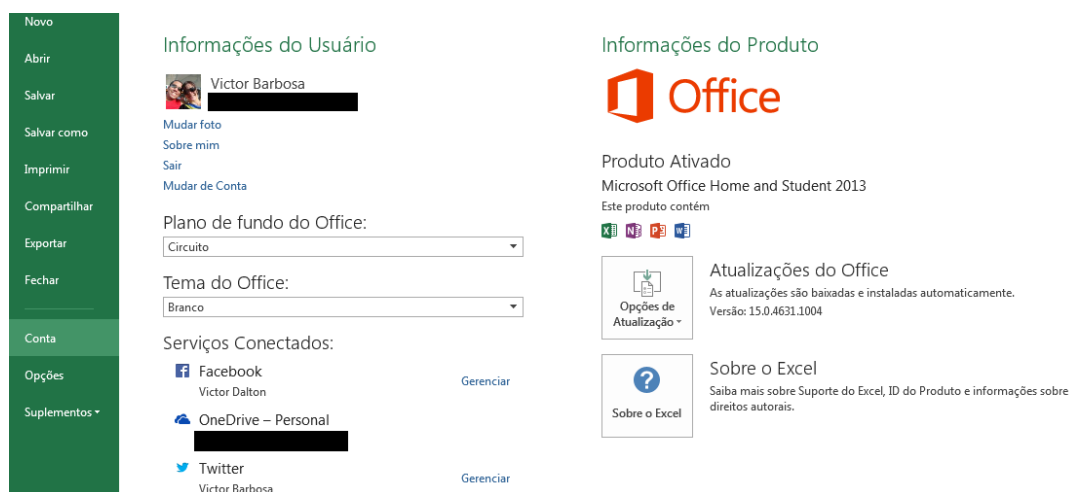 Novo
Abrir
Salvar
Salvar como
Imprimir
Compartilhar
Exportar
Fechar
Conta
Opções
Suplementos
Informações do Usuário
Victor Barbosa
Mudar foto
Sobre mim
Sair
Mudar de Conta
Plano de fundo do Office:
Circuito
Tema do Office:
Branco
Serviços Conectados:
Facebook
Victor Dalton
Gerenciar
OneDrive – Personal
Twitter
Victor Barbosa
Gerenciar
Informações do Produto
Office
Produto Ativado
Microsoft Office Home and Student 2013
Este produto contém
Opções de
Atualização
Atualizações do Office
As atualizações são baixadas e instaladas automaticamente.
Versão: 15.0.4631.1004
Sobre o Excel
Sobre o Excel
Saiba mais sobre Suporte do Excel, ID do Produto e informações sobre
direitos autorais.